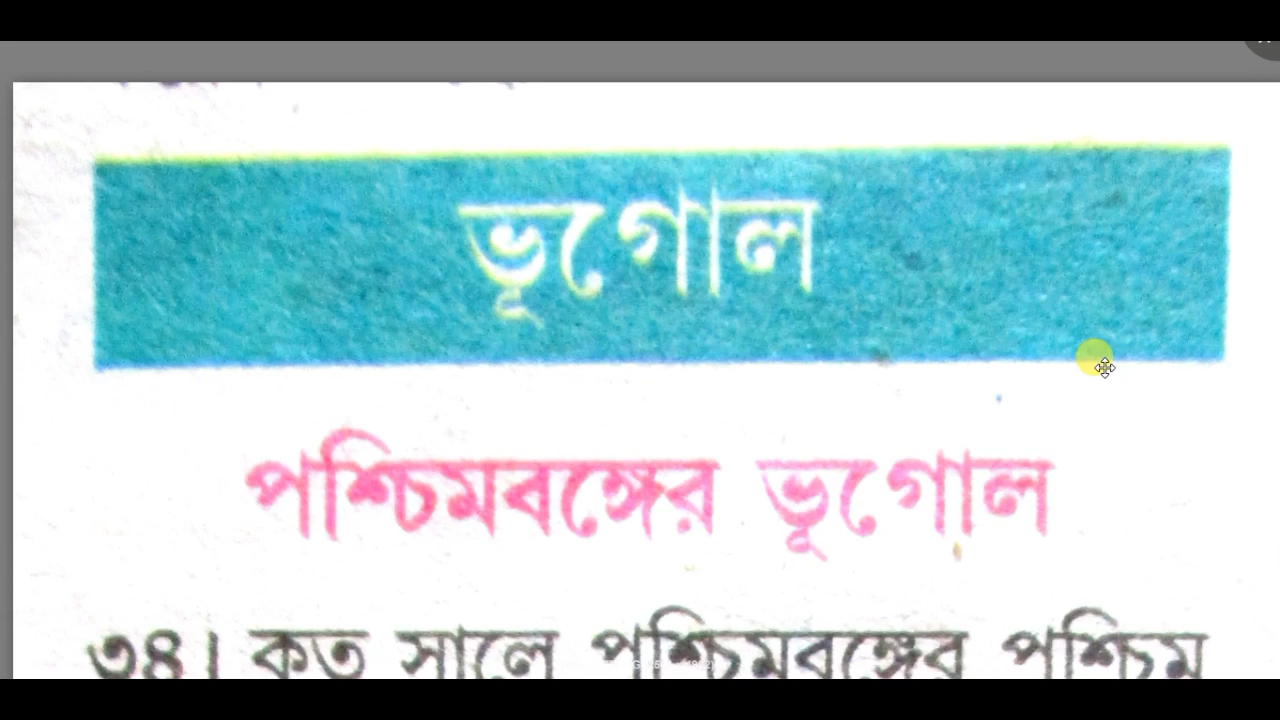 ভূগোল
পশ্চিমবঙ্গের ভূগোল
৩৪। কত সালে পশ্চিমবঙ্গের পশ্চিম